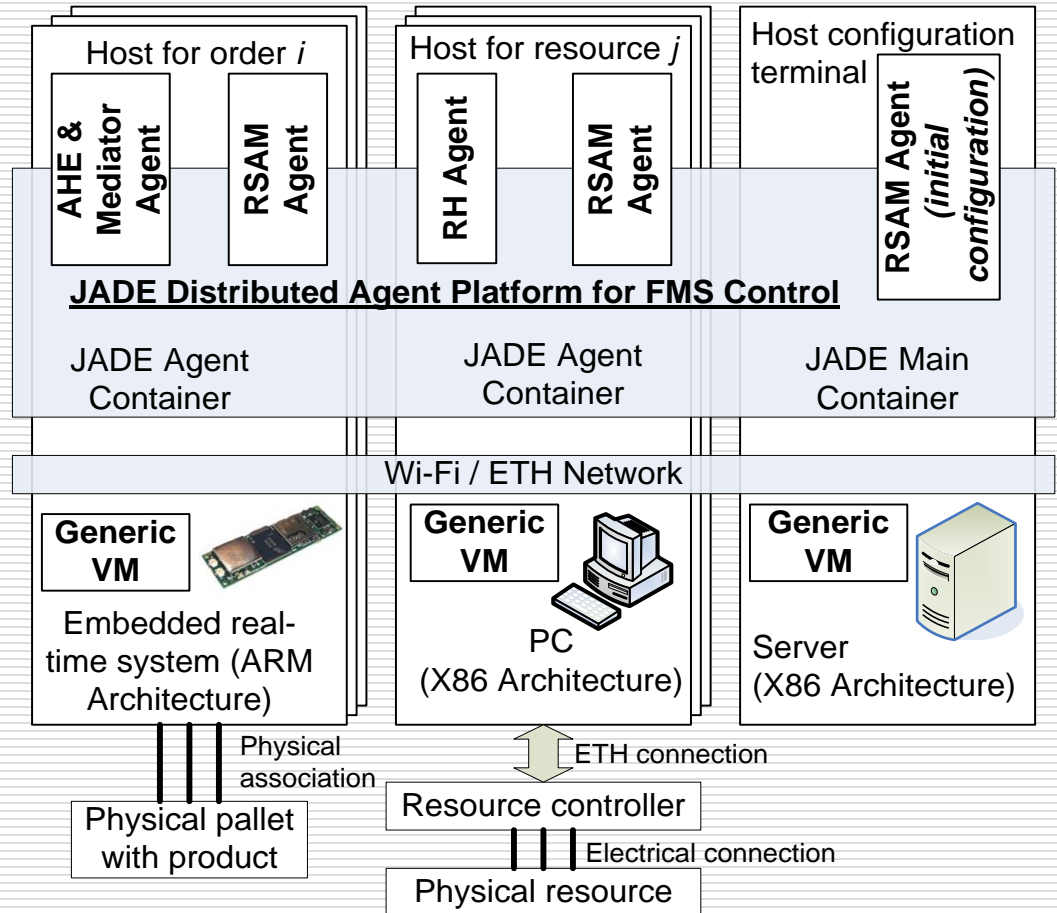 Host for order i
AHE &
Mediator
Agent
RSAM
Agent
Host for resource j
RH Agent
RSAM
Agent
Host configuration
terminal
RSAM Agent
(initial
configuration)
JADE Distributed Agent Platform for FMS Control
JADE Agent
Container
JADE Agent
Container
JADE Main
Container
Wi-Fi / ETH Network
Generic
VM
Embedded real-
time system (ARM
Architecture)
Generic
VM
PC
(X86 Architecture)
Generic
VM
Server
(X86 Architecture)
Physical
association
Physical pallet
with product
ETH connection
Resource controller
Electrical connection
Physical resource